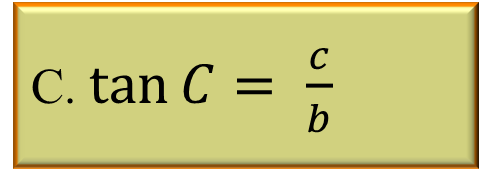 C. tan C = c/b